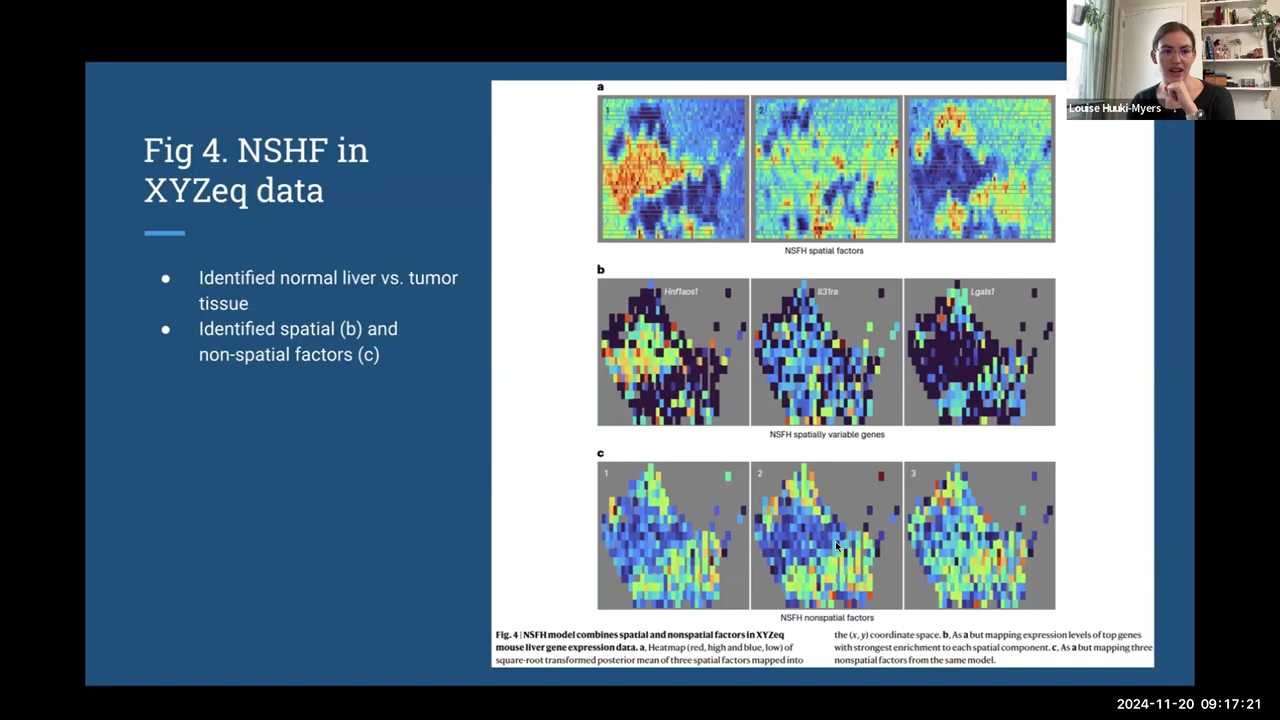 Louise Huuki-Myers
Fig 4. NSHF in
XYZeq data
● Identified normal liver vs. tumor
tissue
● Identified spatial (b) and
non-spatial factors (c)
a
1
2
3
NSFH spatial factors
b
Hnf1aos1
Il31ra
Lgals1
NSFH spatially variable genes
c
1
2
3
NSFH nonspatial factors
Fig. 4 | NSFH model combines spatial and nonspatial factors in XYZeq
mouse liver gene expression data. a, Heatmap (red, high and blue, low) of
square-root transformed posterior mean of three spatial factors mapped into
the (x, y) coordinate space. b, As a but mapping expression levels of top genes
with strongest enrichment to each spatial component. c, As a but mapping three
nonspatial factors from the same model.
2024-11-20 09:17:21